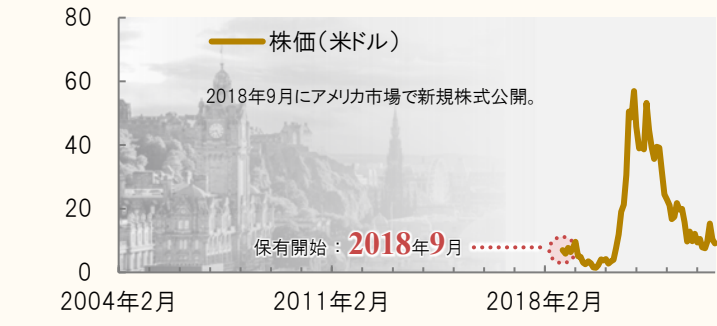 80
株価（米ドル）
60
2018年9月にアメリカ市場で新規株式公開。
40
20
保有開始：2018年9月
0
2004年2月 2011年2月 2018年2月